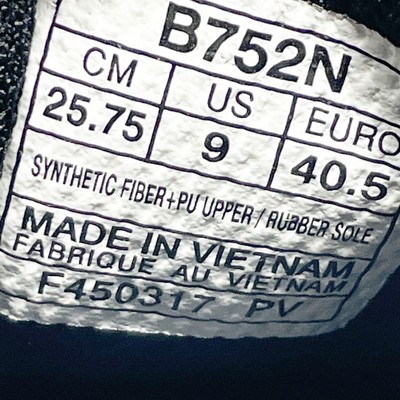 B752N
CM US EURO
25.75 9 40.5
SYNTHETIC FIBER+PU UPPER / RUBBER SOLE
MADE IN VIETNAM
FABRIQUE AU VIETNAM
F450317 PV